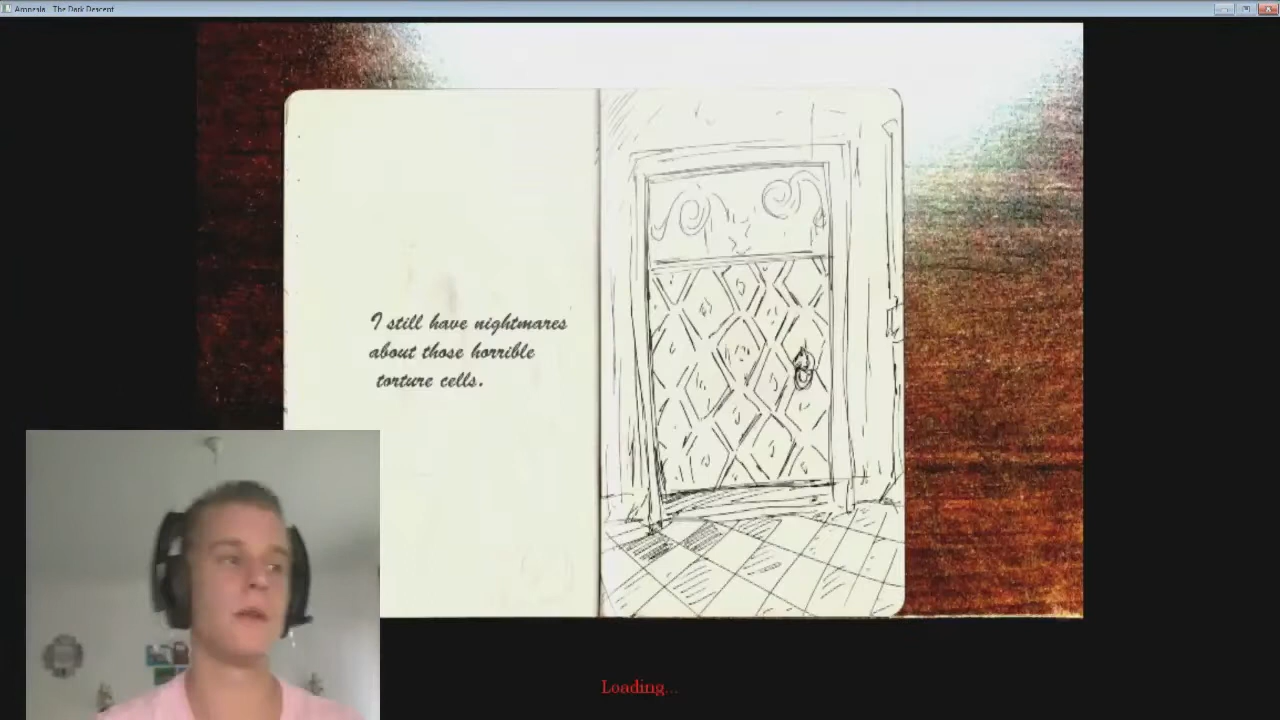 Amnesia - The Dark Descent
I still have nightmares
about those horrible
torture cells.
Loading...